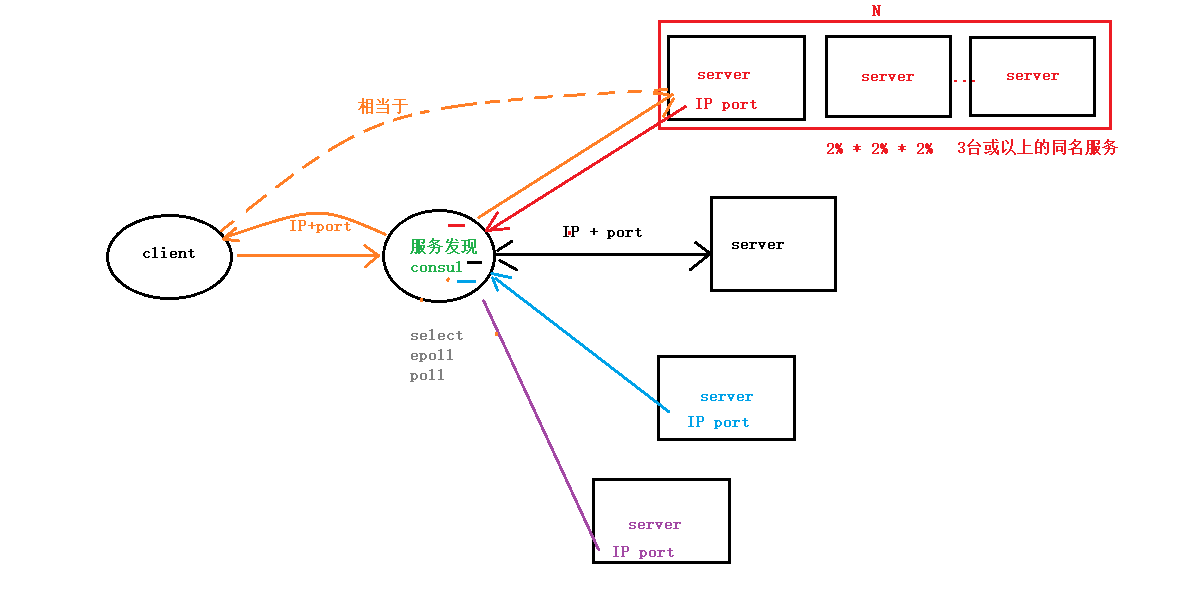 N
server
server
server
...
IP port
相当于
2% * 2% * 2%
3台或以上的同名服务
IP+port
client
服务发现
consul
IP + port
server
select
epoll
poll
server
IP port
server
IP port